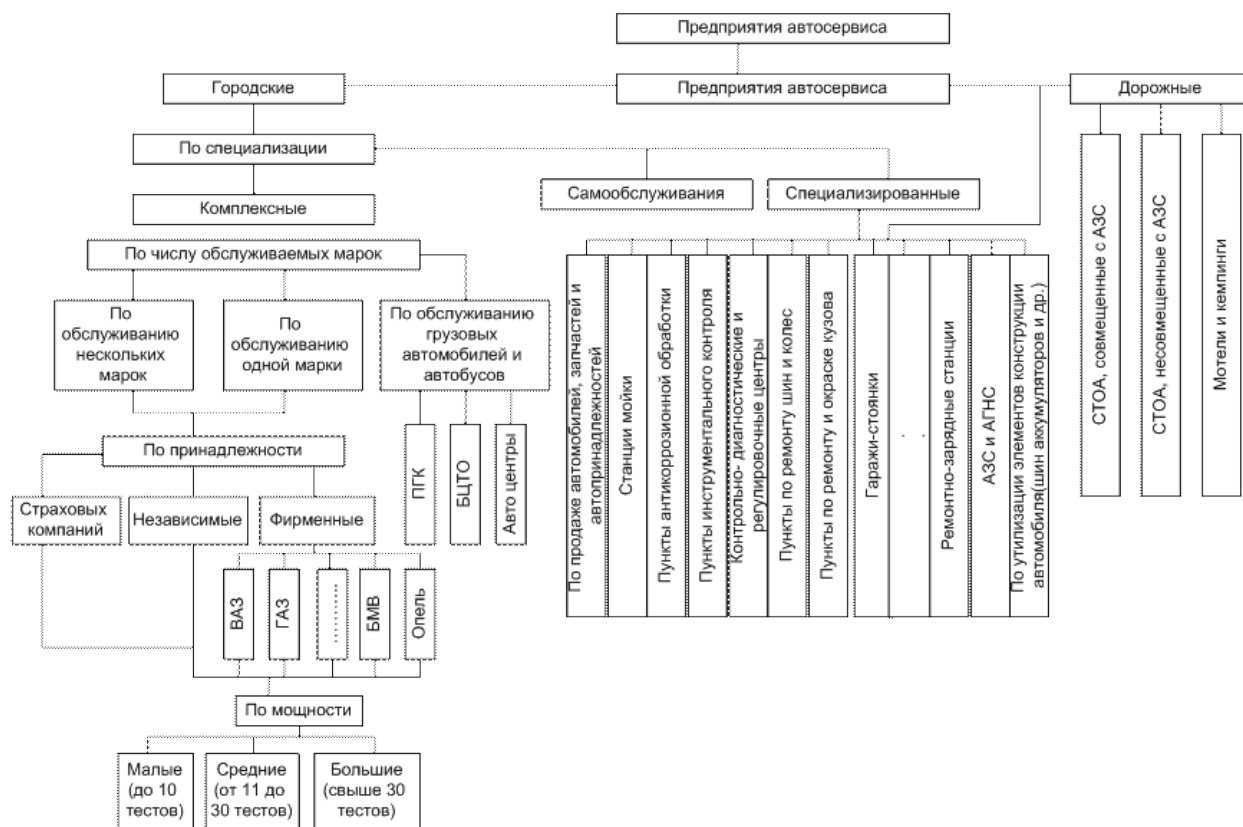 Предприятия автосервиса
Городские
Предприятия автосервиса
Дорожные
По специализации
Комплексные
Самообслуживания
Специализированные
По числу обслуживаемых марок
По
обслуживанию
нескольких
марок
По
обслуживанию
одной марки
По обслуживанию
грузовых
автомобилей и
автобусов
ПГК
БЦТО
Авто центры
По принадлежности
Страховых
компаний
Независимые
Фирменные
ВАЗ
ГАЗ
..........
БМВ
Опель
По мощности
Малые
(до 10
тестов)
Средние
(от 11 до
30 тестов)
Большие
(свыше 30
тестов)
По продаже автомобилей, запчастей и
автопринадлежностей
Станции мойки
Пункты антикоррозионной обработки
Пункты инструментального контроля
Контрольно- диагностические и
регулировочные центры
Пункты по ремонту шин и колес
Пункты по ремонту и окраске кузова
Гаражи-стоянки
. .
Ремонтно-зарядные станции
АЗС и АГНС
По утилизации элементов конструкции
автомобиля(шин аккумуляторов и др.)
СТОА, совмещенные с АЗС
СТОА, несовмещенные с АЗС
Мотели и кемпинги